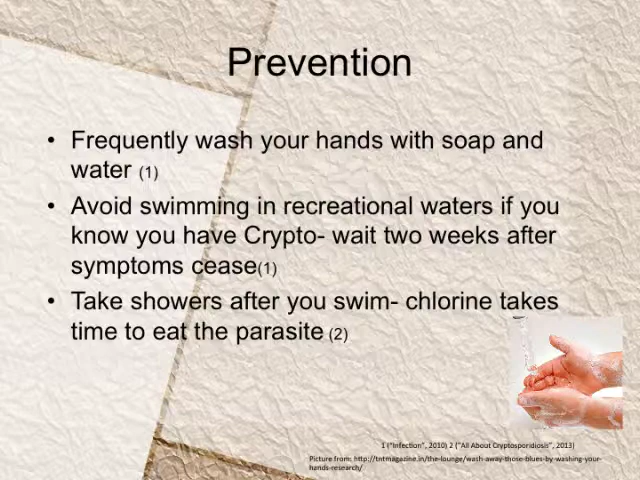 Prevention
• Frequently wash your hands with soap and
water (1)
• Avoid swimming in recreational waters if you
know you have Crypto- wait two weeks after
symptoms cease(1)
• Take showers after you swim- chlorine takes
time to eat the parasite (2)
1 ("Infection", 2010) 2 ("All About Cryptosporidiosis", 2013)
Picture from: http://tntmagazine.in/the-lounge/wash-away-those-blues-by-washing-your-
hands-research/